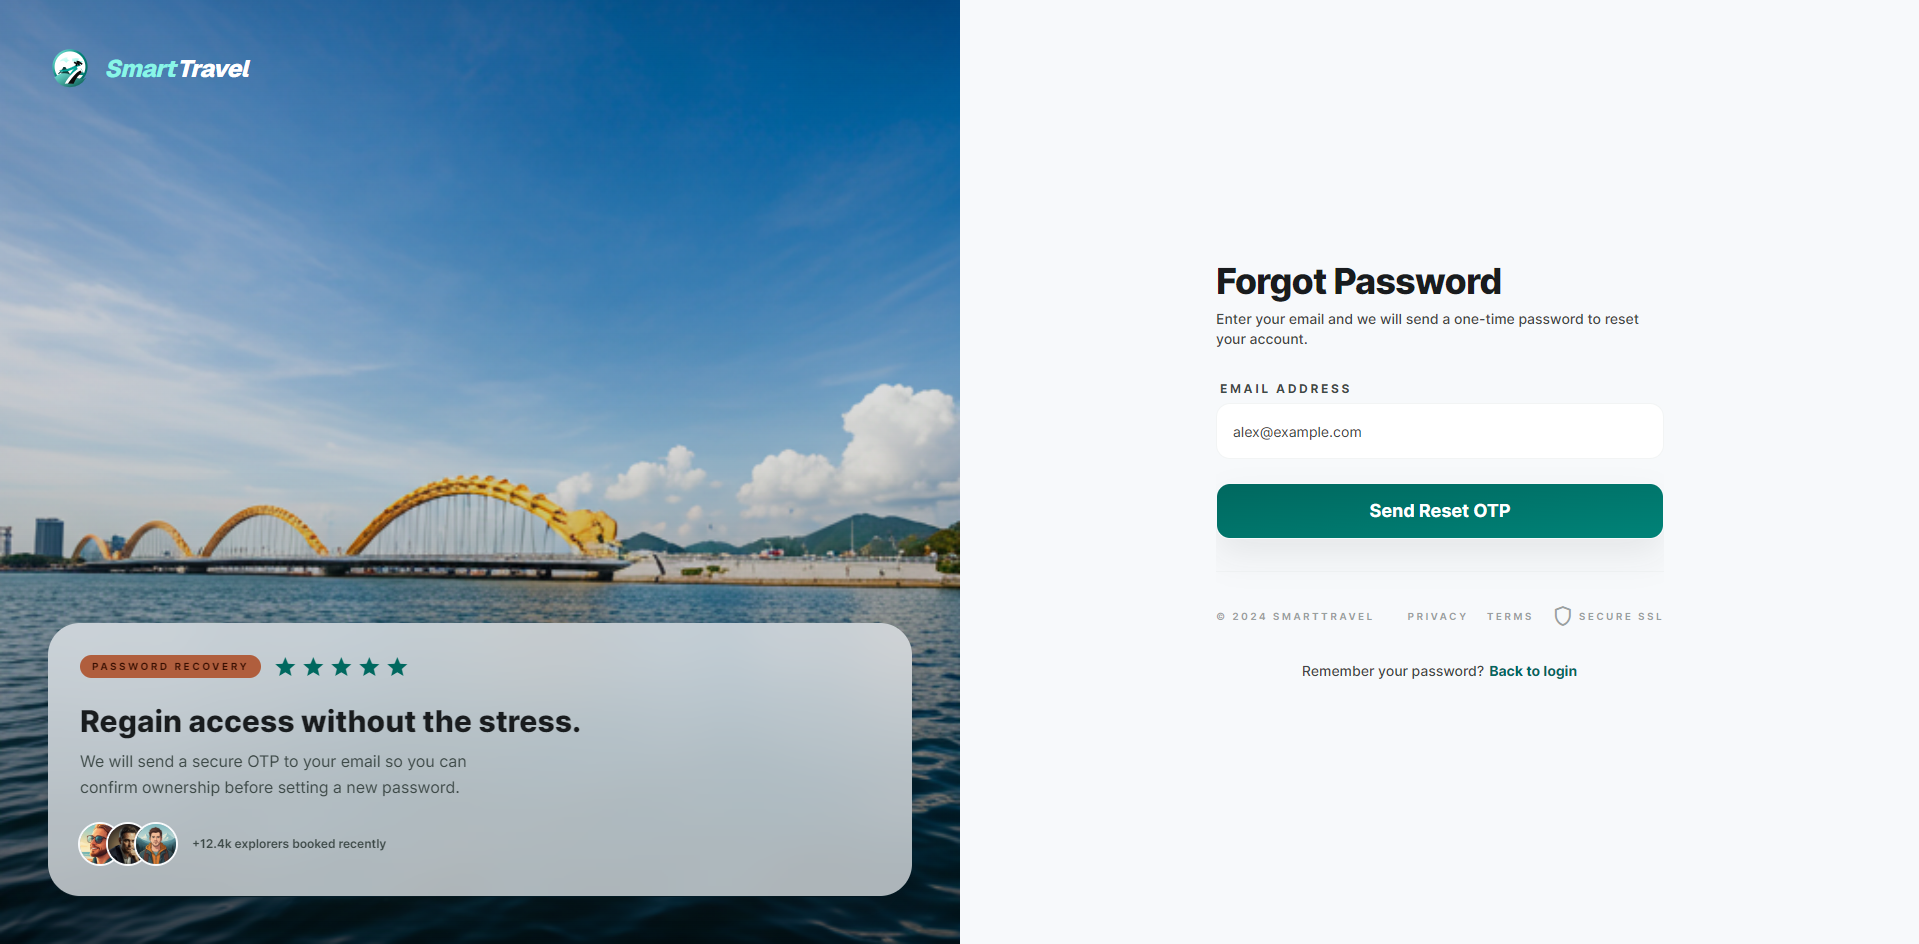 SmartTravel
PASSWORD RECOVERY
Regain access without the stress.
We will send a secure OTP to your email so you can
confirm ownership before setting a new password.
+12.4k explorers booked recently
Forgot Password
Enter your email and we will send a one-time password to reset
your account.
EMAIL ADDRESS
alex@example.com
Send Reset OTP
© 2024 SMARTTRAVEL PRIVACY TERMS SECURE SSL
Remember your password? Back to login